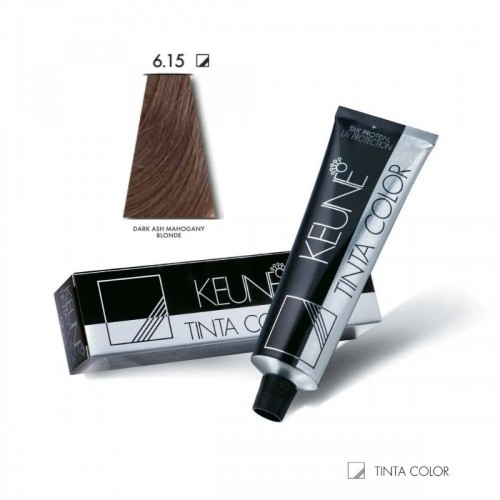 6.15
DARK ASH MAHOGANY
BLONDE
+
SILK PROTEIN
UV PROTECTION
KEUNE
TINTA COLOR
KEUNE
TINTA COLOR
TINTA COLOR